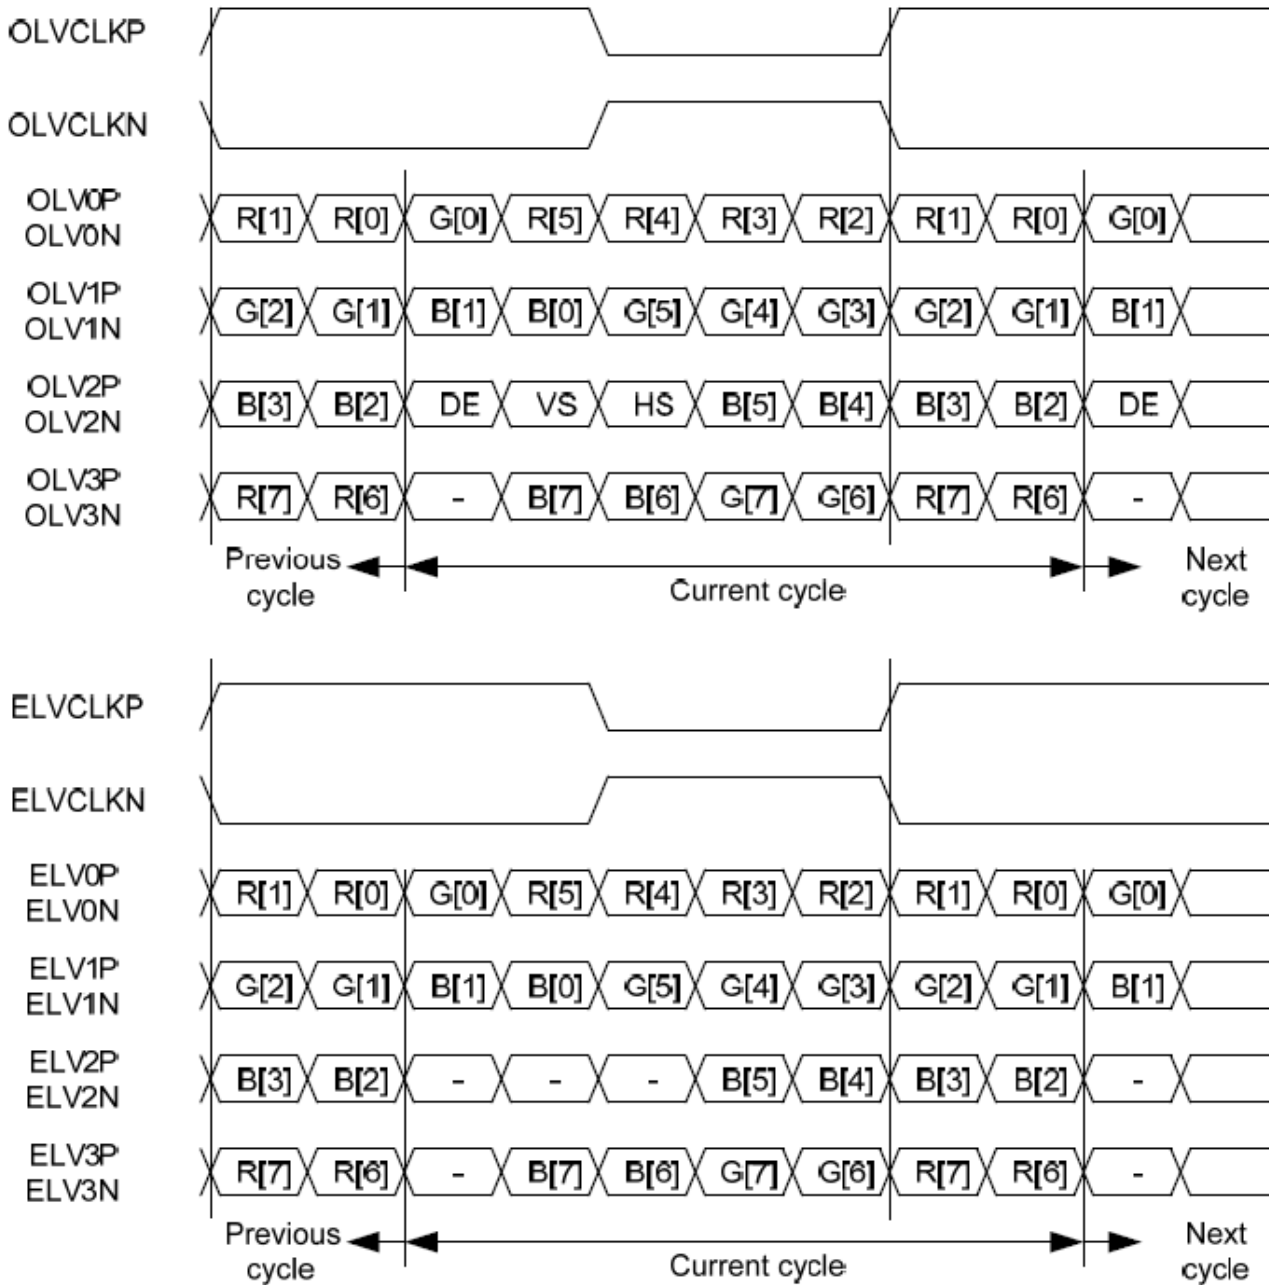 OLVCLKP
OLVCLKN
OLV0P
OLV0N
R[1] R[0] G[0] R[5] R[4] R[3] R[2] R[1] R[0] G[0]
OLV1P
OLV1N
G[2] G[1] B[1] B[0] G[5] G[4] G[3] G[2] G[1] B[1]
OLV2P
OLV2N
B[3] B[2] DE VS HS B[5] B[4] B[3] B[2] DE
OLV3P
OLV3N
R[7] R[6] - B[7] B[6] G[7] G[6] R[7] R[6] -
Previous
cycle
Current cycle
Next
cycle
ELVCLKP
ELVCLKN
ELV0P
ELV0N
R[1] R[0] G[0] R[5] R[4] R[3] R[2] R[1] R[0] G[0]
ELV1P
ELV1N
G[2] G[1] B[1] B[0] G[5] G[4] G[3] G[2] G[1] B[1]
ELV2P
ELV2N
B[3] B[2] - - - B[5] B[4] B[3] B[2] -
ELV3P
ELV3N
R[7] R[6] - B[7] B[6] G[7] G[6] R[7] R[6] -
Previous
cycle
Current cycle
Next
cycle